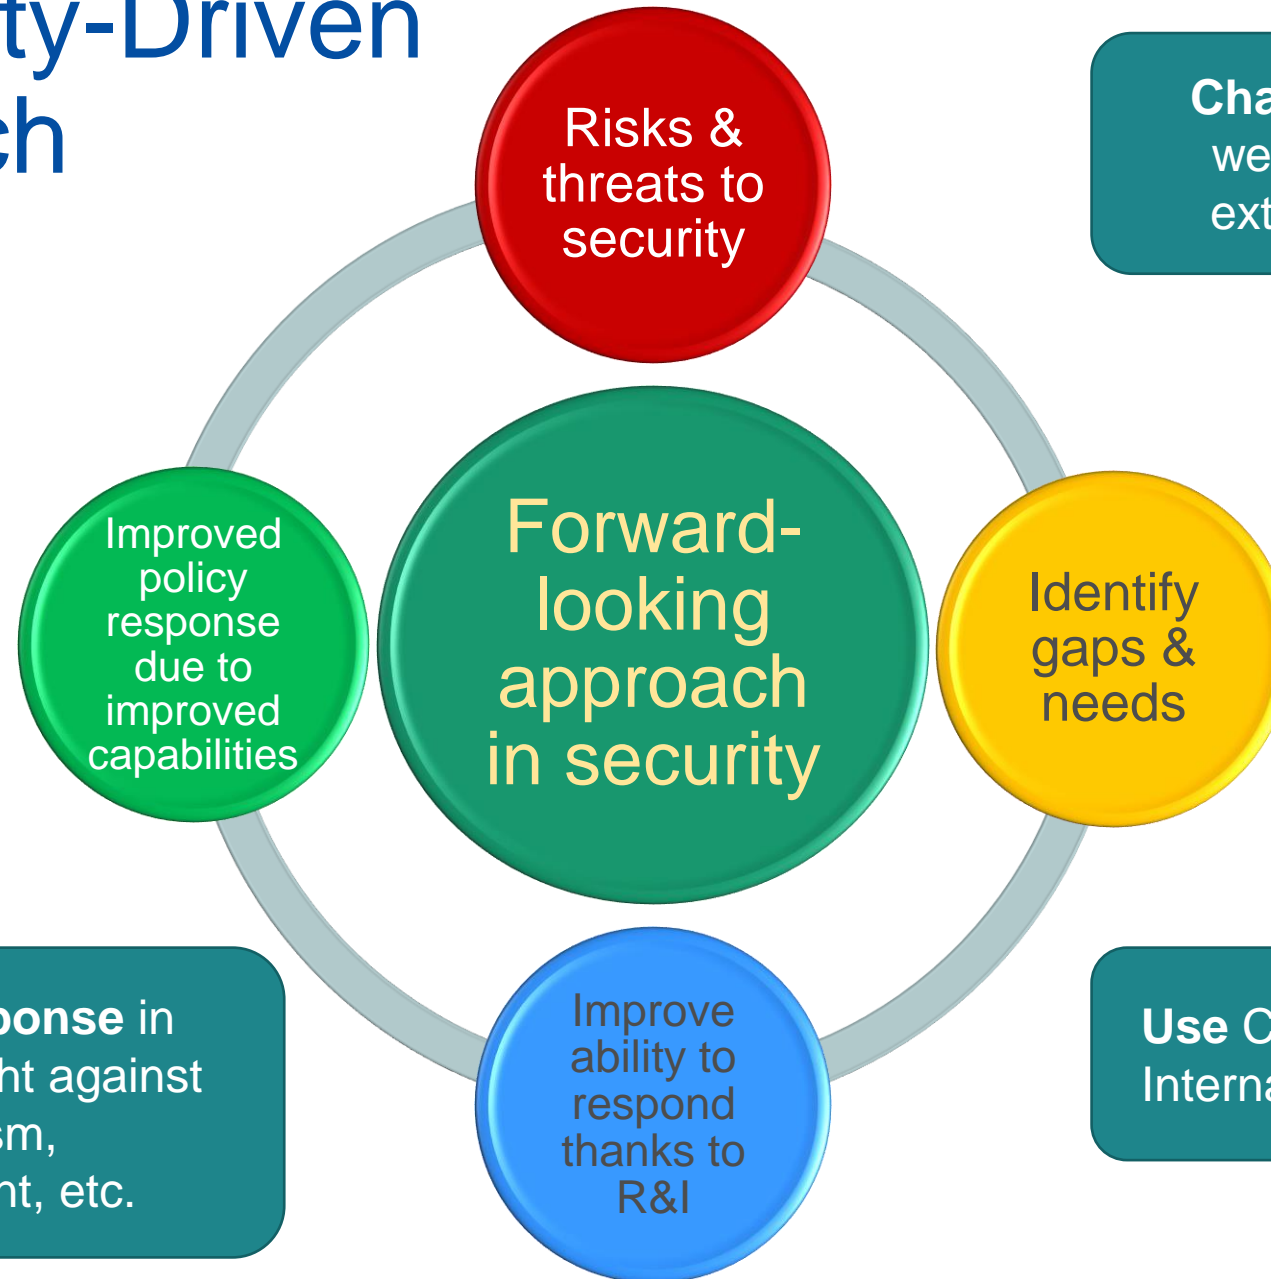 ty-Driven
ch
Risks &
threats to
security
Cha
we
ext
Improved
policy
response
due to
improved
capabilities
Forward-
looking
approach
in security
Identify
gaps &
needs
ponse in
ht against
sm,
nt, etc.
Improve
ability to
respond
thanks to
R&I
Use C
Interna